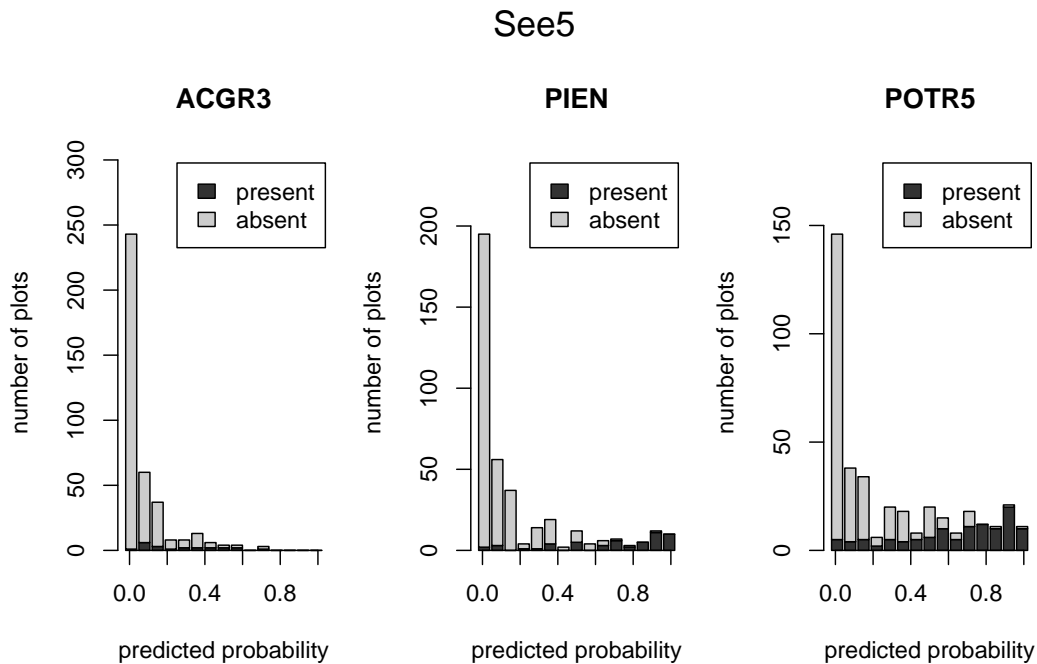 See5
ACGR3
PIEN
POTR5
number of plots
0
50
100
150
200
250
300
present
absent
0.0
0.4
0.8
predicted probability
number of plots
0
50
100
150
200
present
absent
0.0
0.4
0.8
predicted probability
number of plots
0
50
100
150
present
absent
0.0
0.4
0.8
predicted probability